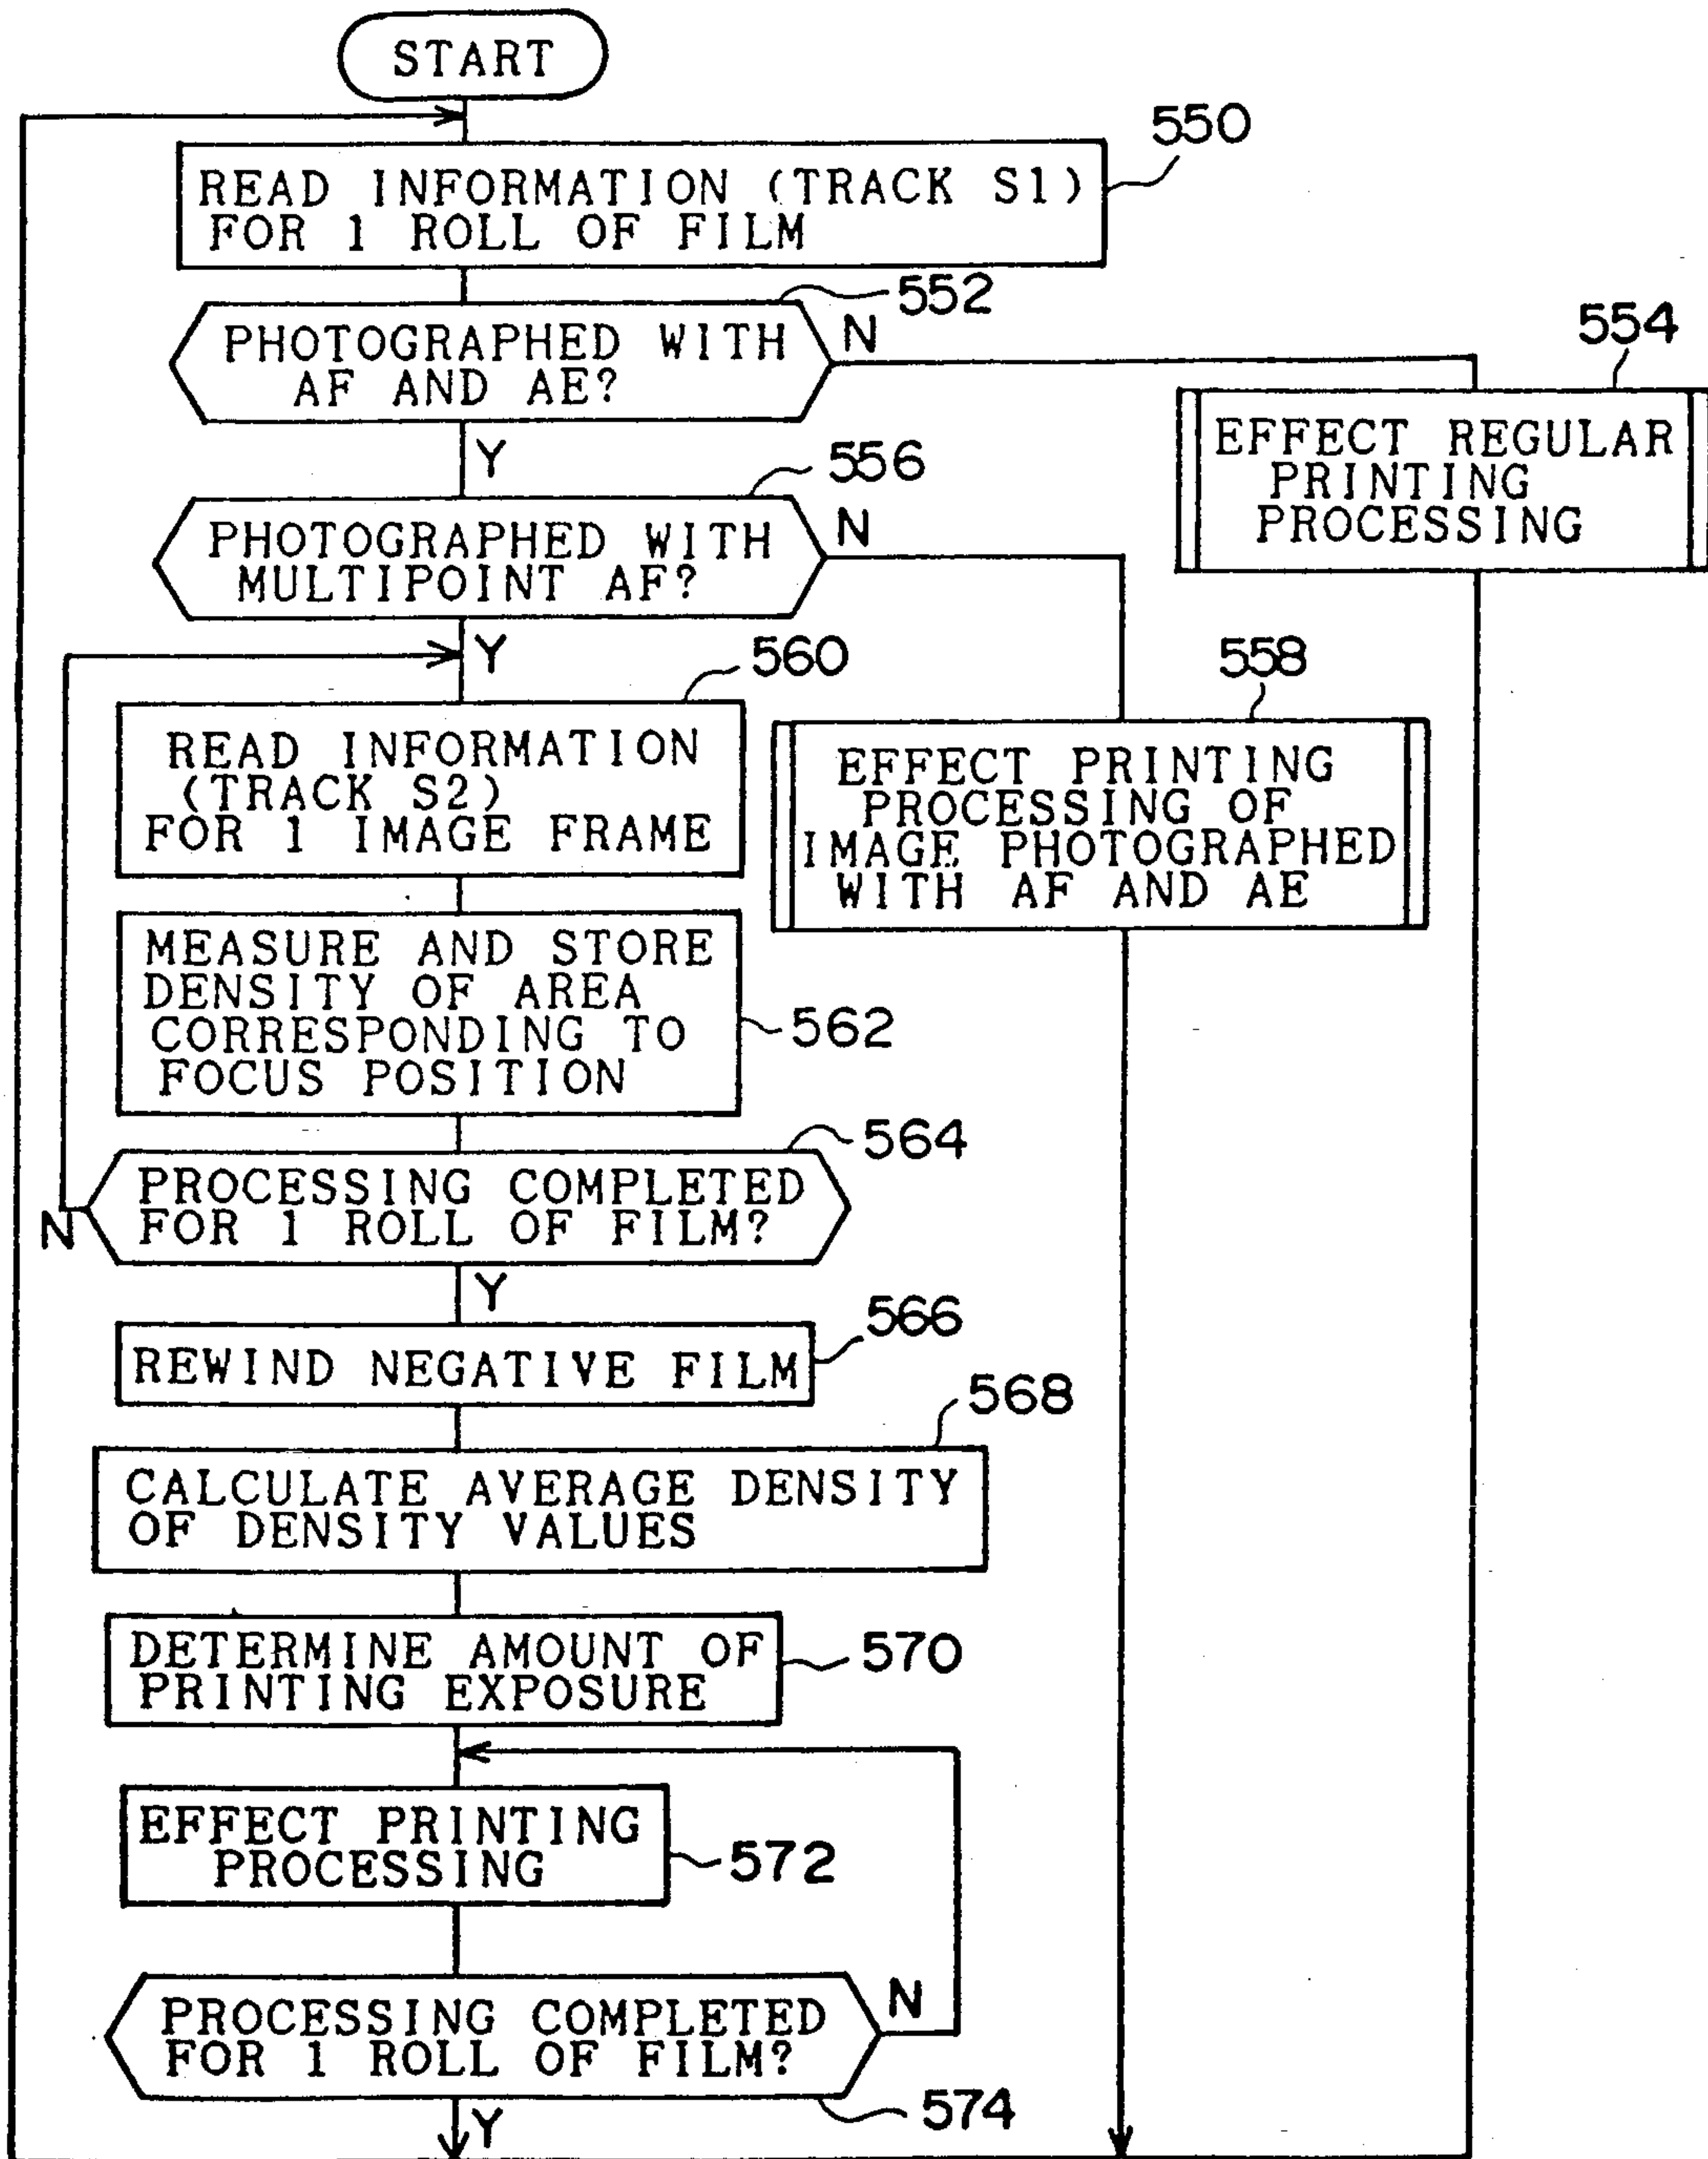 START
550
READ INFORMATION (TRACK S1)
FOR 1 ROLL OF FILM
552
PHOTOGRAPHED WITH
AF AND AE?
N
Y
554
EFFECT REGULAR
PRINTING
PROCESSING
556
PHOTOGRAPHED WITH
MULTIPOINT AF?
N
Y
558
EFFECT PRINTING
PROCESSING OF
IMAGE PHOTOGRAPHED
WITH AF AND AE
560
READ INFORMATION
(TRACK S2)
FOR 1 IMAGE FRAME
MEASURE AND STORE
DENSITY OF AREA
CORRESPONDING TO
FOCUS POSITION
562
564
PROCESSING COMPLETED
FOR 1 ROLL OF FILM?
N
Y
566
REWIND NEGATIVE FILM
568
CALCULATE AVERAGE DENSITY
OF DENSITY VALUES
DETERMINE AMOUNT OF
PRINTING EXPOSURE
570
EFFECT PRINTING
PROCESSING
572
PROCESSING COMPLETED
FOR 1 ROLL OF FILM?
N
574
Y